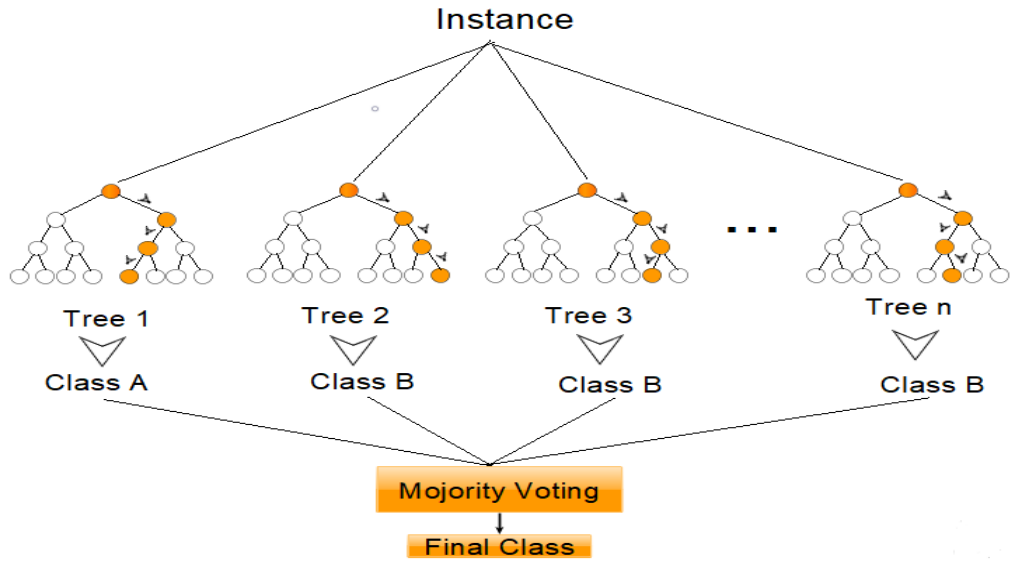 Instance
...
Tree 1
Tree 2
Tree 3
Tree n
Class A
Class B
Class B
Class B
Mojority Voting
Final Class